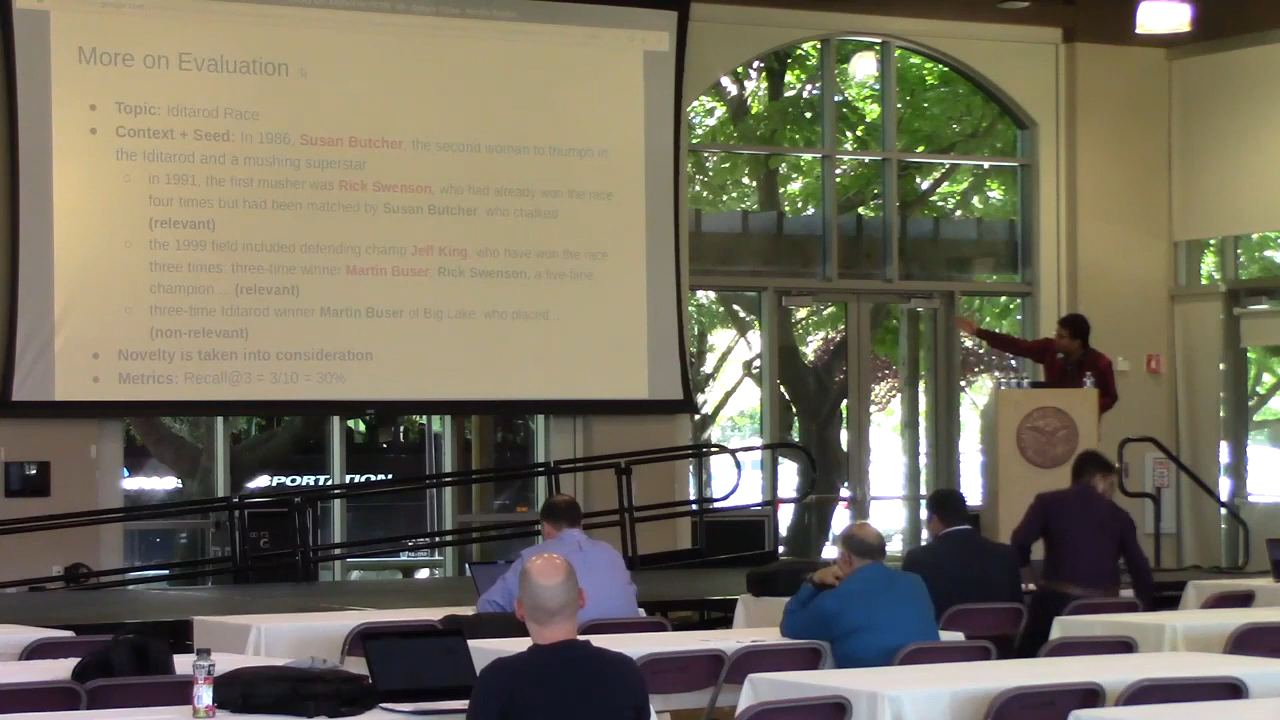 More on Evaluation
● Topic: Iditarod Race
● Context + Seed: In 1986, Susan Butcher, the second woman to triumph in
the Iditarod and a mushing superstar
○ in 1991, the first musher was Rick Swenson, who had already won the race
four times but had been matched by Susan Butcher, who chalked
(relevant)
○ the 1999 field included defending champ Jeff King, who have won the race
three times; three-time winner Martin Buser; Rick Swenson, a five-time
champion ... (relevant)
○ three-time Iditarod winner Martin Buser of Big Lake, who placed ..
(non-relevant)
● Novelty is taken into consideration
● Metrics: Recall@3 = 3/10 = 30%
SPORTATION